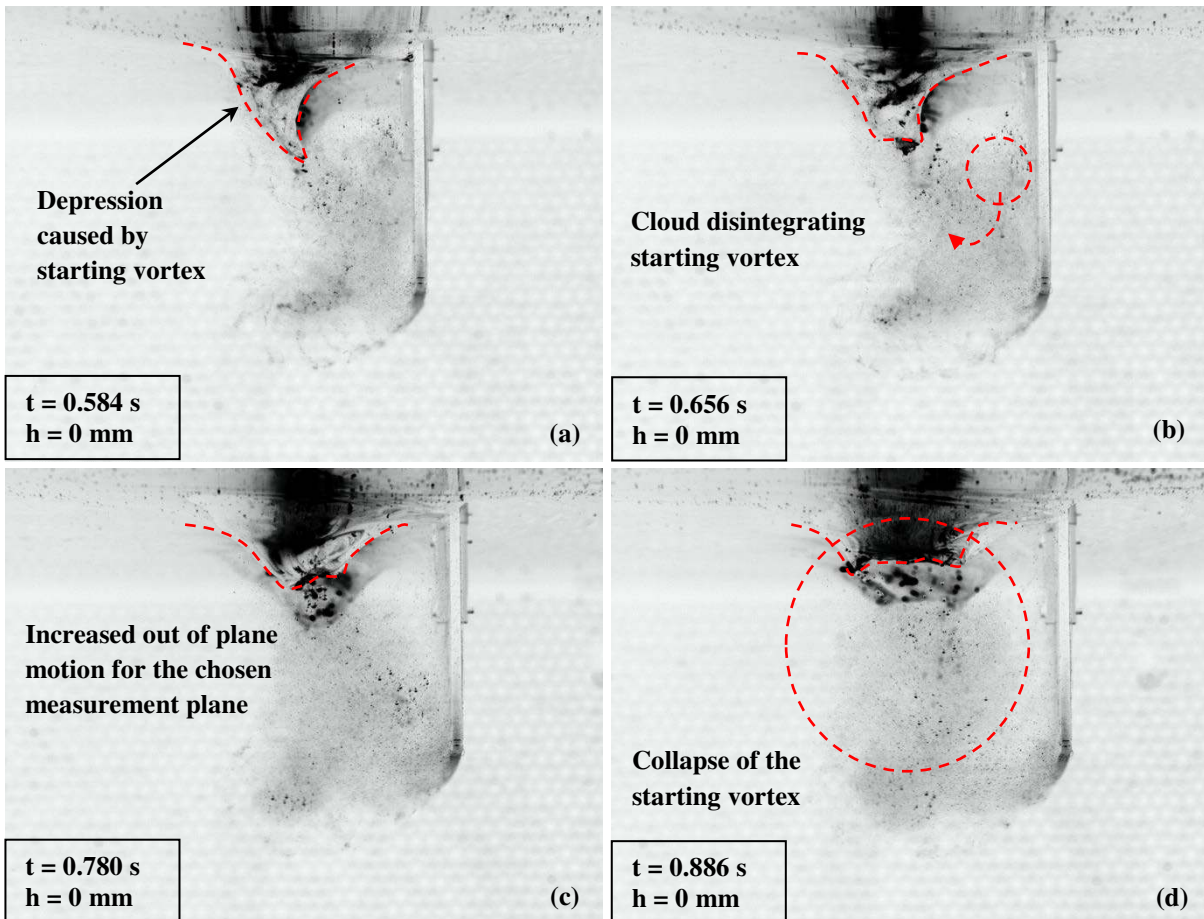 Depression
caused by
starting vortex
t = 0.584 s
h = 0 mm
(a)
Cloud disintegrating
starting vortex
t = 0.656 s
h = 0 mm
(b)
Increased out of plane
motion for the chosen
measurement plane
t = 0.780 s
h = 0 mm
(c)
Collapse of the
starting vortex
t = 0.886 s
h = 0 mm
(d)